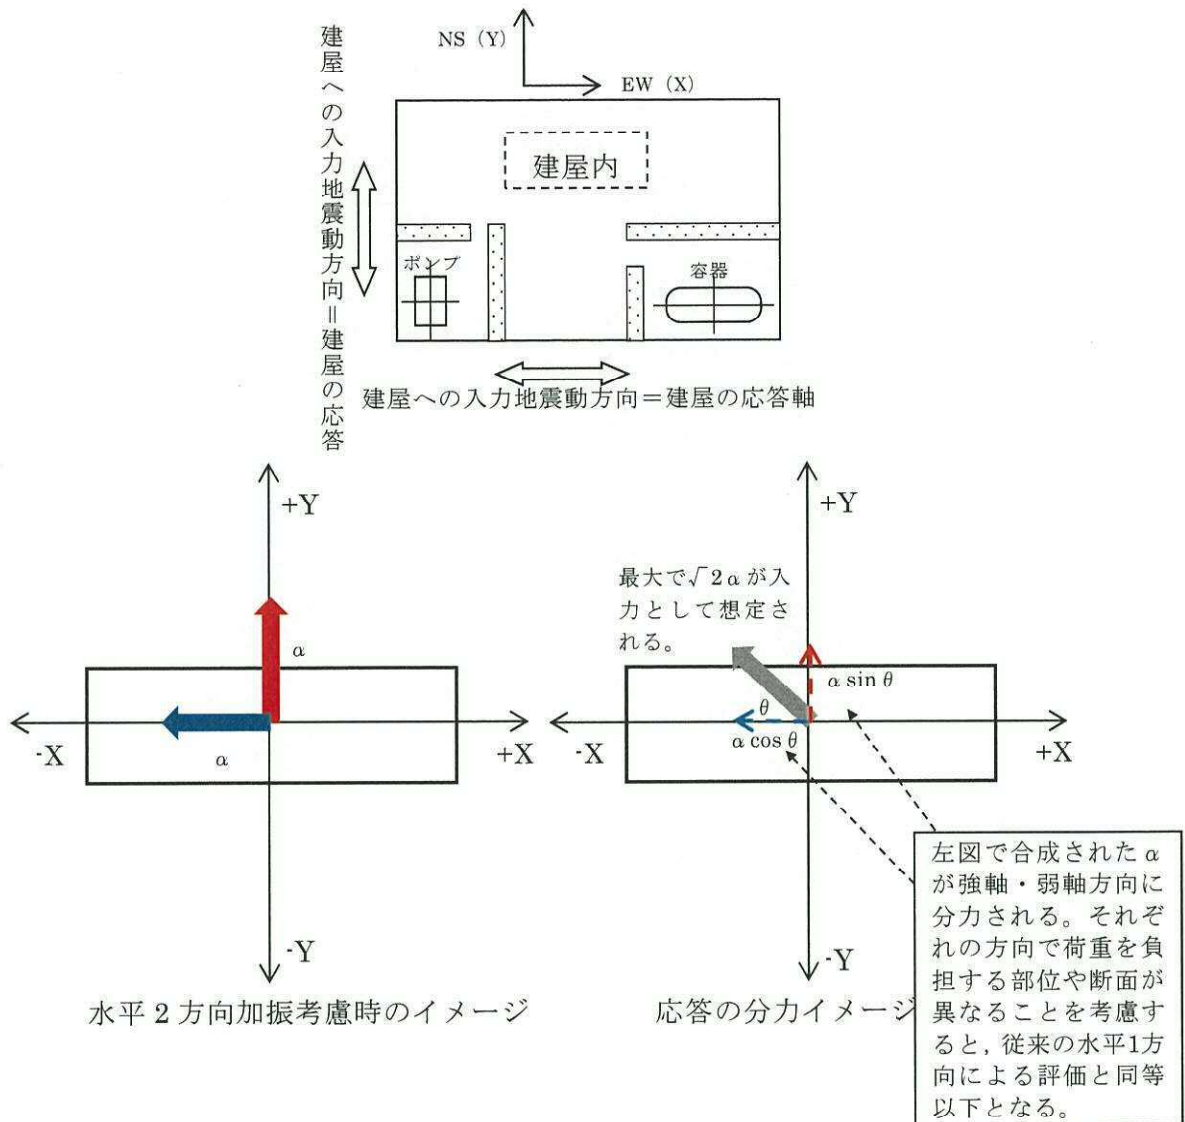 NS（Y）
EW（X）
建屋への入力地震動方向＝建屋の応答
建屋内
ポンプ
容器
建屋への入力地震動方向＝建屋の応答軸
+Y
α
-X
α
+X
-Y
水平2方向加振考慮時のイメージ
+Y
最大で√2αが入
力として想定さ
れる。
α sin θ
θ
α cos θ
-X
+X
-Y
応答の分力イメージ
左図で合成されたα
が強軸・弱軸方向に
分力される。それぞ
れの方向で荷重を負
担する部位や断面が
異なることを考慮す
ると，従来の水平1方
向による評価と同等
以下となる。